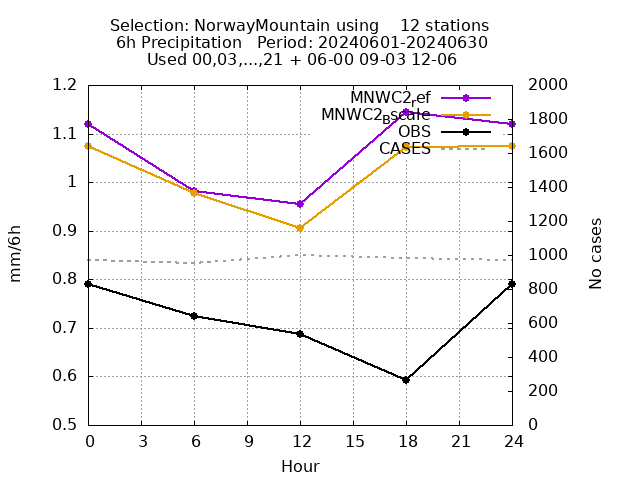 Selection: NorwayMountain using    12 stations
6h Precipitation   Period: 20240601-20240630
Used 00,03,...,21 + 06-00 09-03 12-06
MNWC2ref
MNWC2Bscale
OBS
CASES
1.2
1.1
1
0.9
0.8
0.7
0.6
0.5
mm/6h
2000
1800
1600
1400
1200
1000
800
600
400
200
0
No cases
0 3 6 9 12 15 18 21 24
Hour